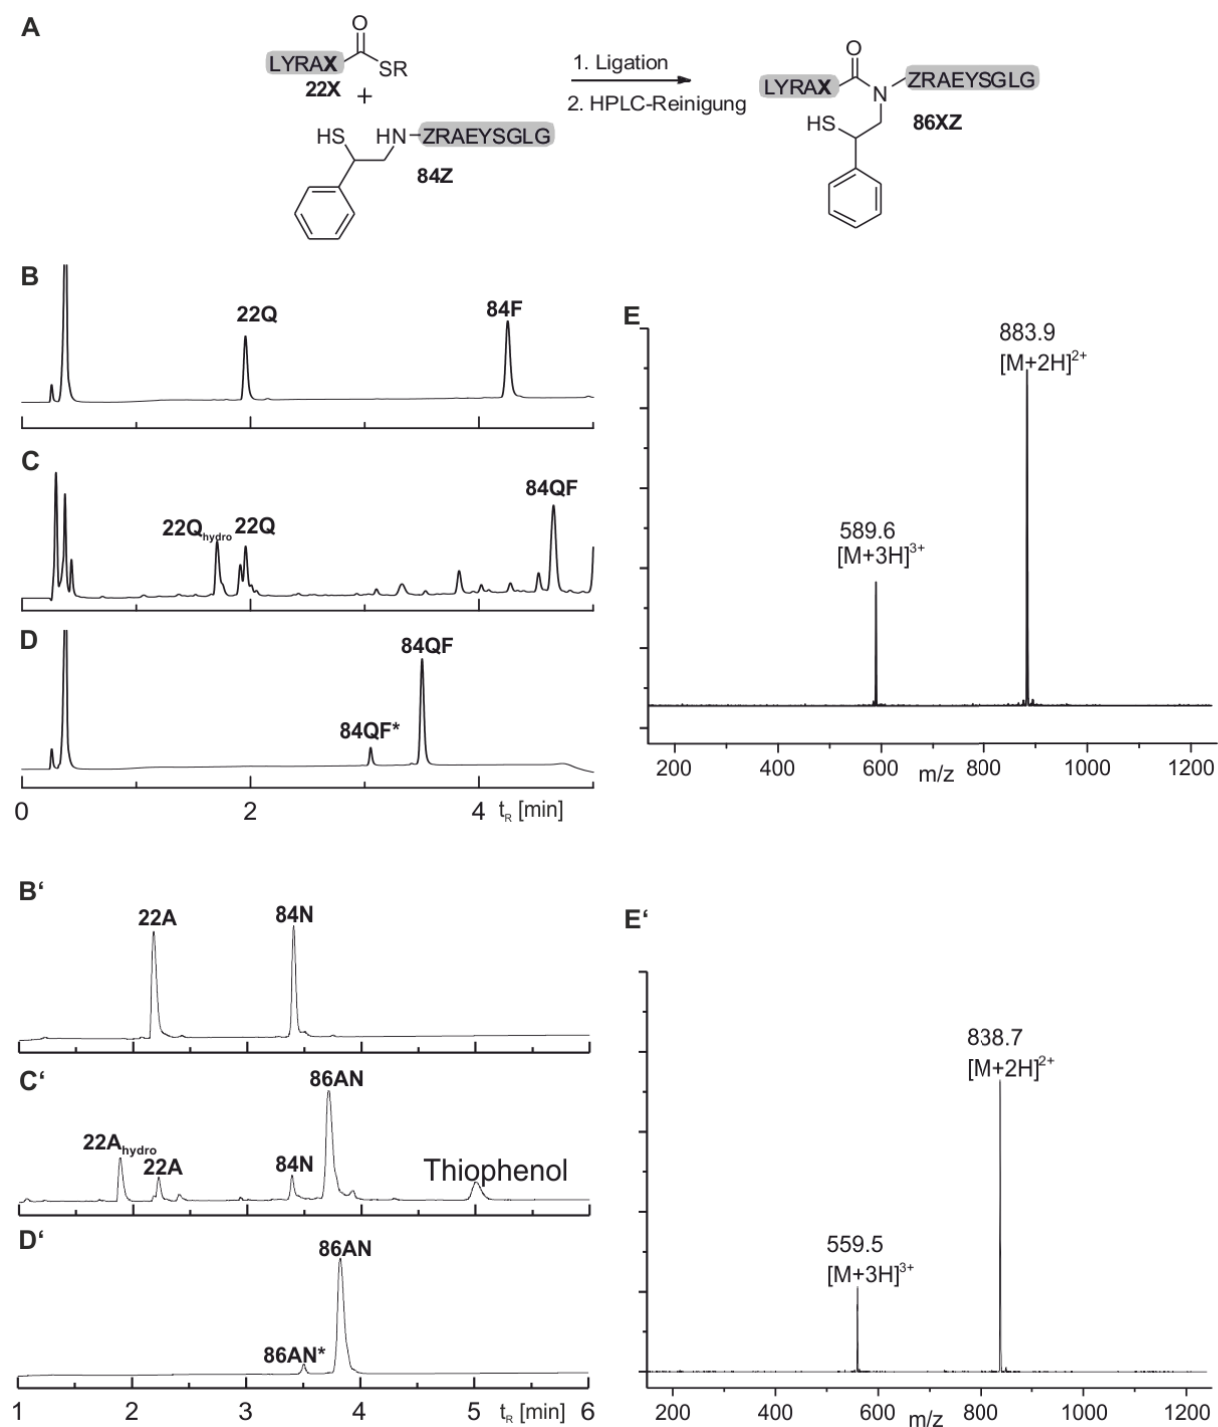 A
O
LYRAX
SR
22X
+
HS
HN
ZRAEYSGLG
84Z
1. Ligation
2. HPLC-Reinigung
O
LYRAX
N
ZRAEYSGLG
HS
86XZ
B
22Q
84F
C
22Qhydro
22Q
84QF
D
84QF*
84QF
0
2
4
tR [min]
E
883.9
[M+2H]2+
589.6
[M+3H]3+
200
400
600
m/z
800
1000
1200
B‘
22A
84N
C‘
22Ahydro
22A
84N
86AN
Thiophenol
D‘
86AN*
86AN
1
2
3
4
tR [min]
5
6
E‘
838.7
[M+2H]2+
559.5
[M+3H]3+
200
400
600
m/z
800
1000
1200